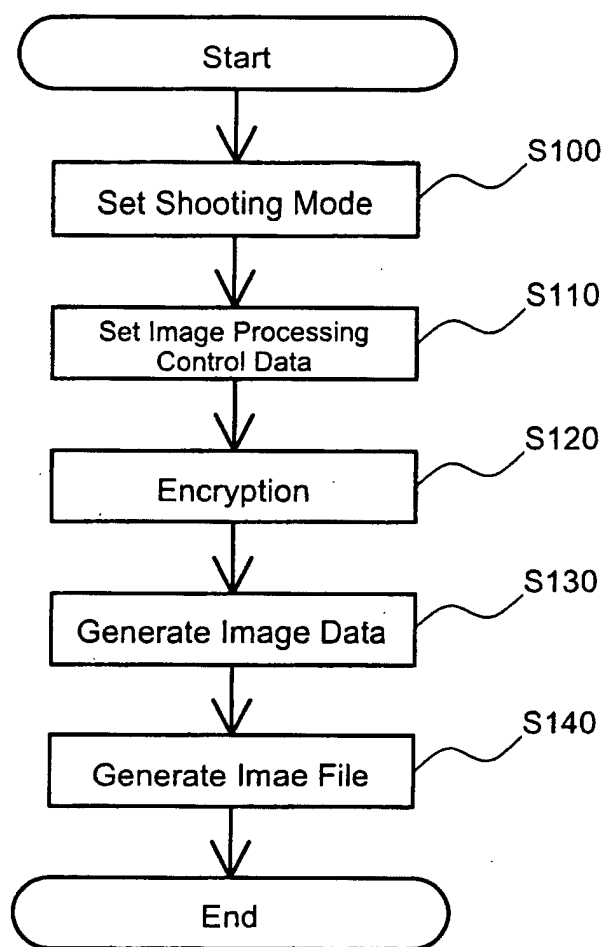 Start
S100
Set Shooting Mode
S110
Set Image Processing
Control Data
S120
Encryption
S130
Generate Image Data
S140
Generate Imae File
End